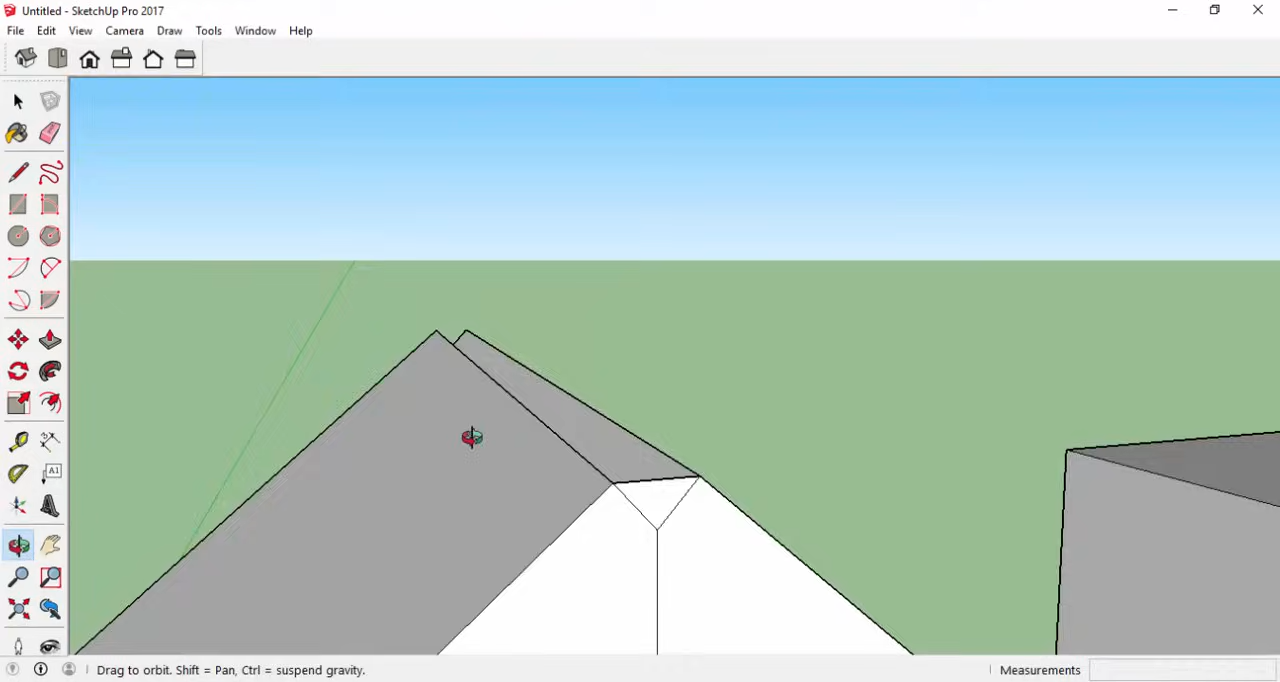 Untitled - SketchUp Pro 2017
File Edit View Camera Draw Tools Window Help
A1
Drag to orbit. Shift = Pan, Ctrl = suspend gravity.
Measurements